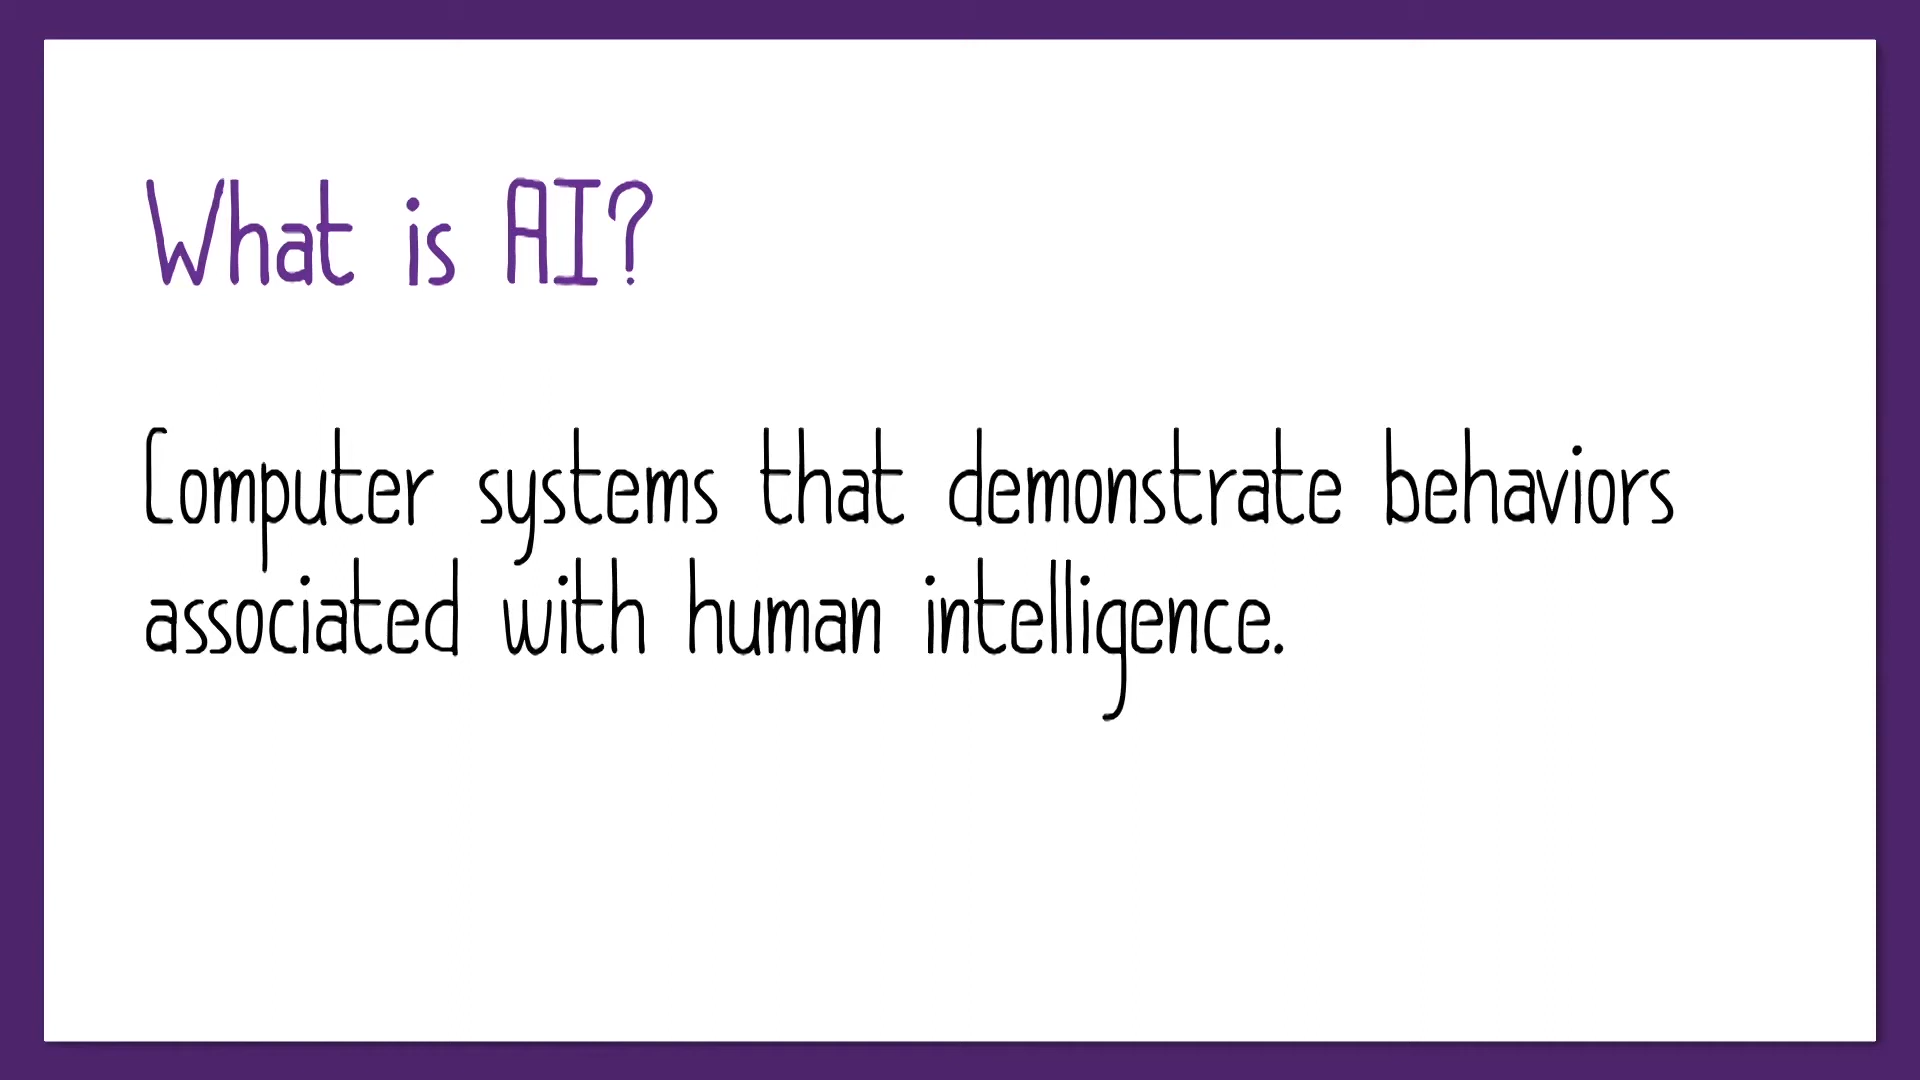 What is AI?
Computer systems that demonstrate behaviors
associated with human intelligence.